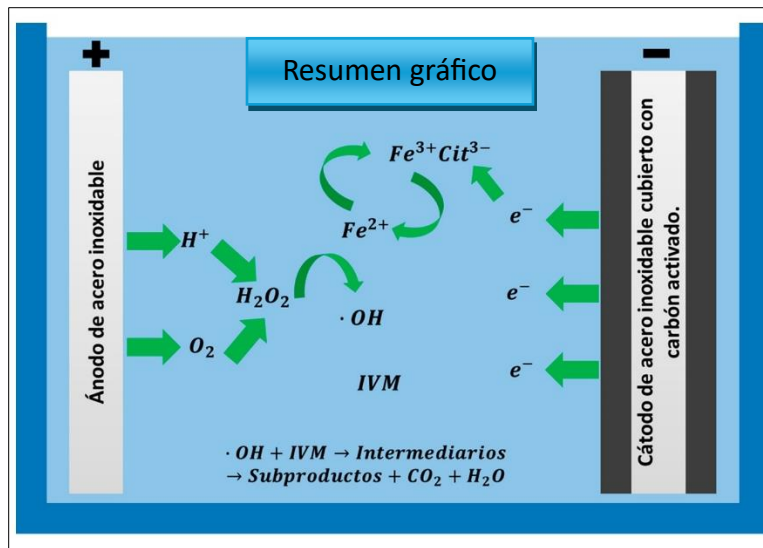 +
−
Resumen gráfico
Ánodo de acero inoxidable
H⁺
O₂
H₂O₂
Fe³⁺Cit³⁻
Fe²⁺
· OH
IVM
e⁻
e⁻
e⁻
Cátodo de acero inoxidable cubierto con
carbón activado.
· OH + IVM → Intermediarios
→ Subproductos + CO₂ + H₂O